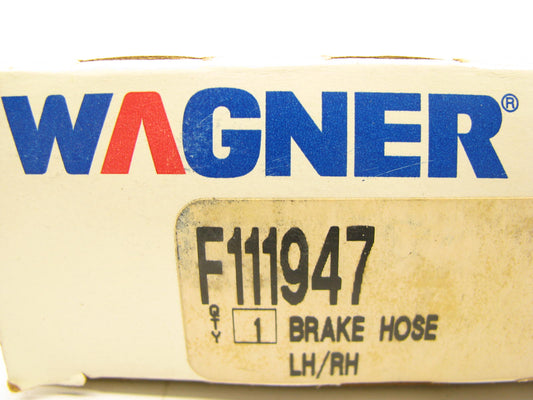 WAGNER®
F111947
QTY 1 BRAKE HOSE
LH/RH